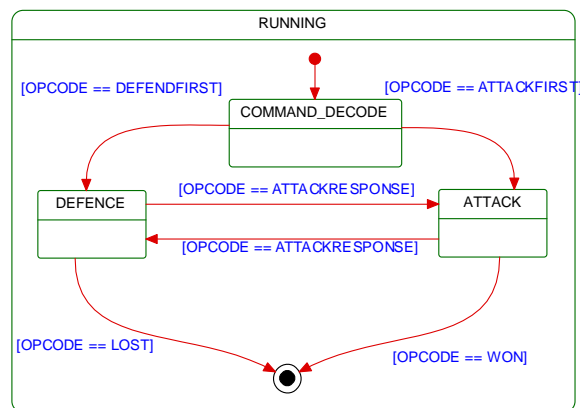 RUNNING
[OPCODE == DEFENDFIRST]
[OPCODE == ATTACKFIRST]
COMMAND_DECODE
[OPCODE == ATTACKRESPONSE]
DEFENCE
ATTACK
[OPCODE == ATTACKRESPONSE]
[OPCODE == LOST]
[OPCODE == WON]